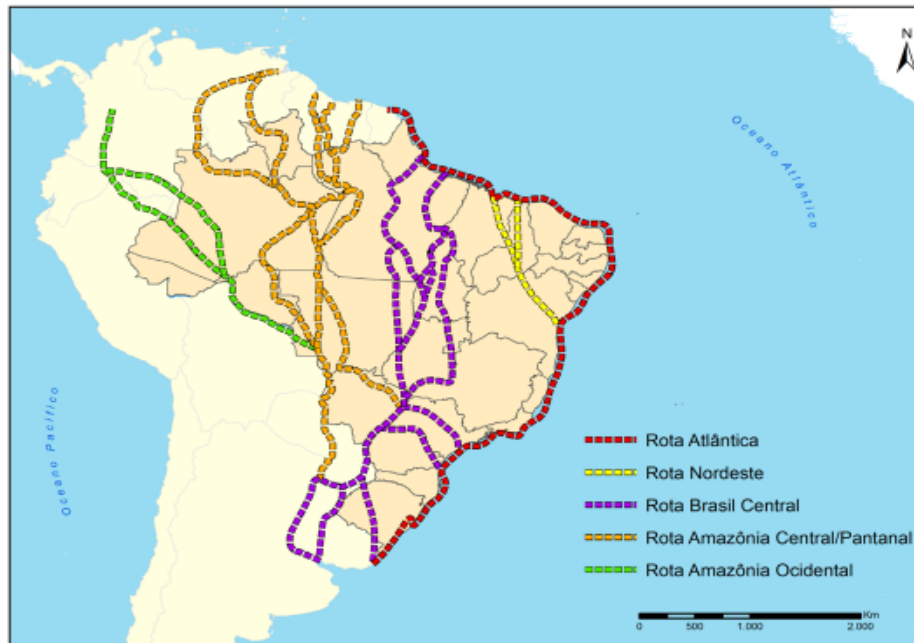 N
Oceano Atlântico
Oceano Pacífico
Rota Atlântica
Rota Nordeste
Rota Brasil Central
Rota Amazônia Central/Pantanal
Rota Amazônia Ocidental
Km
0 500 1.000 2.000